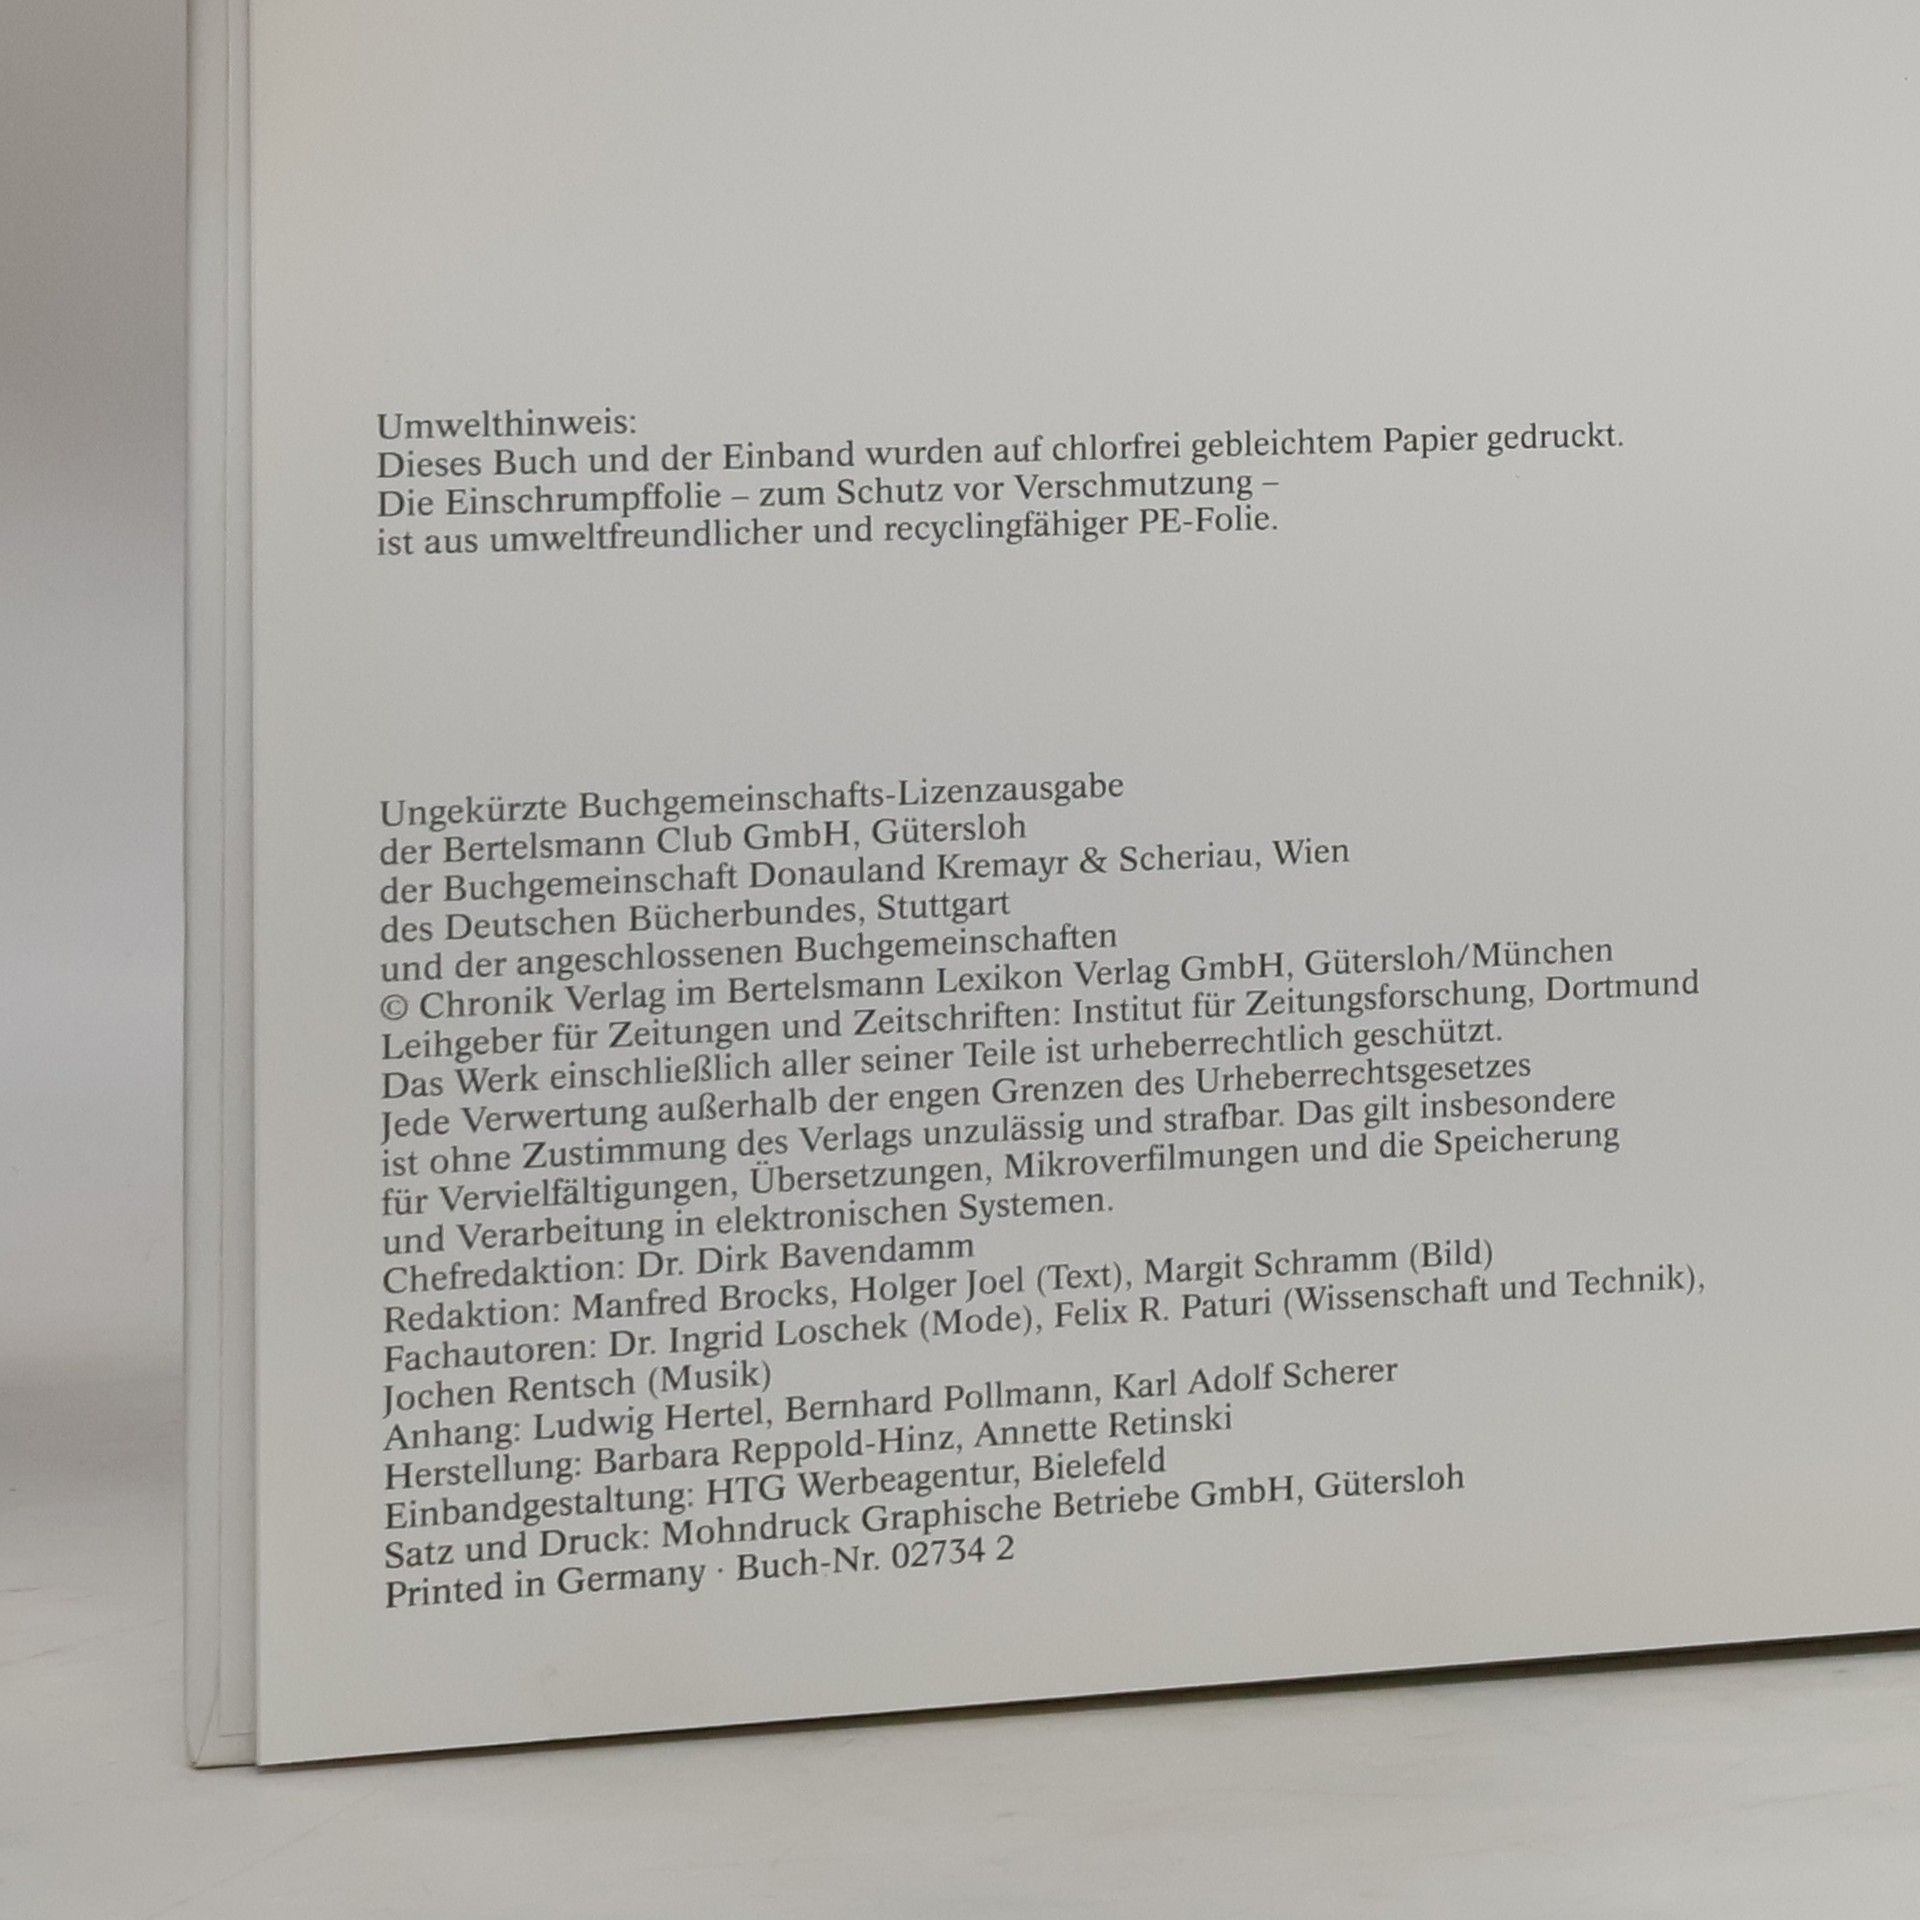 Umwelthinweis:
Dieses Buch und der Einband wurden auf chlorfrei gebleichtem Papier gedruckt.
Die Einschrumpffolie – zum Schutz vor Verschmutzung –
ist aus umweltfreundlicher und recyclingfähiger PE-Folie.
Ungekürzte Buchgemeinschafts-Lizenzausgabe
der Bertelsmann Club GmbH, Gütersloh
der Buchgemeinschaft Donauland Kremayr & Scheriau, Wien
des Deutschen Bücherbundes, Stuttgart
und der angeschlossenen Buchgemeinschaften
© Chronik Verlag im Bertelsmann Lexikon Verlag GmbH, Gütersloh/München
Leihgeber für Zeitungen und Zeitschriften: Institut für Zeitungsforschung, Dortmund
Das Werk einschließlich aller seiner Teile ist urheberrechtlich geschützt.
Jede Verwertung außerhalb der engen Grenzen des Urheberrechtsgesetzes
ist ohne Zustimmung des Verlags unzulässig und strafbar. Das gilt insbesondere
für Vervielfältigungen, Übersetzungen, Mikroverfilmungen und die Speicherung
und Verarbeitung in elektronischen Systemen.
Chefredaktion: Dr. Dirk Bavendamm
Redaktion: Manfred Brocks, Holger Joel (Text), Margit Schramm (Bild)
Fachautoren: Dr. Ingrid Loschek (Mode), Felix R. Paturi (Wissenschaft und Technik),
Jochen Rentsch (Musik)
Anhang: Ludwig Hertel, Bernhard Pollmann, Karl Adolf Scherer
Herstellung: Barbara Reppold-Hinz, Annette Retinski
Einbandgestaltung: HTG Werbeagentur, Bielefeld
Satz und Druck: Mohndruck Graphische Betriebe GmbH, Gütersloh
Printed in Germany · Buch-Nr. 02734 2